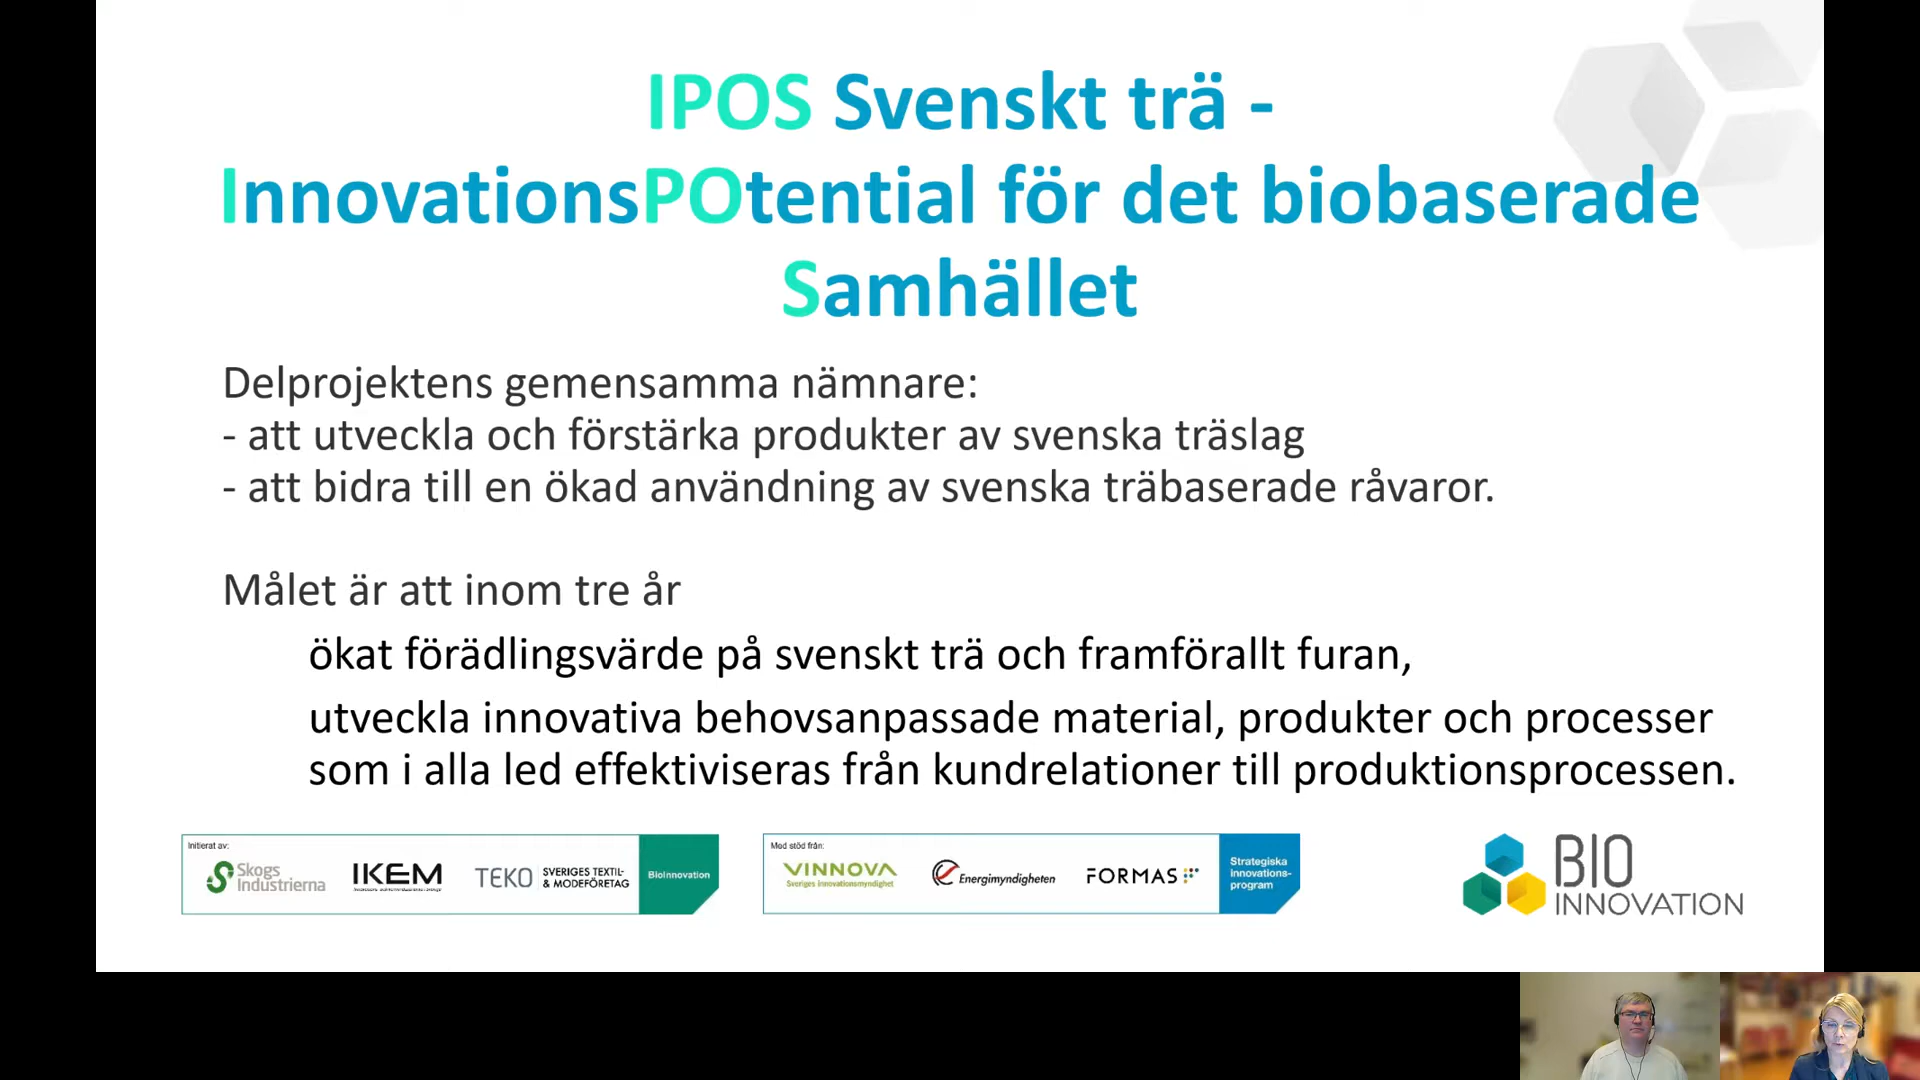 IPOS Svenskt trä -
InnovationsPOtential för det biobaserade
Samhället
Delprojektens gemensamma nämnare:
- att utveckla och förstärka produkter av svenska träslag
- att bidra till en ökad användning av svenska träbaserade råvaror.
Målet är att inom tre år
ökat förädlingsvärde på svenskt trä och framförallt furan,
utveckla innovativa behovsanpassade material, produkter och processer
som i alla led effektiviseras från kundrelationer till produktionsprocessen.
Initierat av:
Skogs
Industrierna
IKEM
TEKO
SVERIGES TEXTIL-
& MODEFÖRETAG
BioInnovation
Med stöd från:
VINNOVA
Sveriges innovationsmyndighet
Energimyndigheten
FORMAS
Strategiska
innovations-
program
BIO
INNOVATION